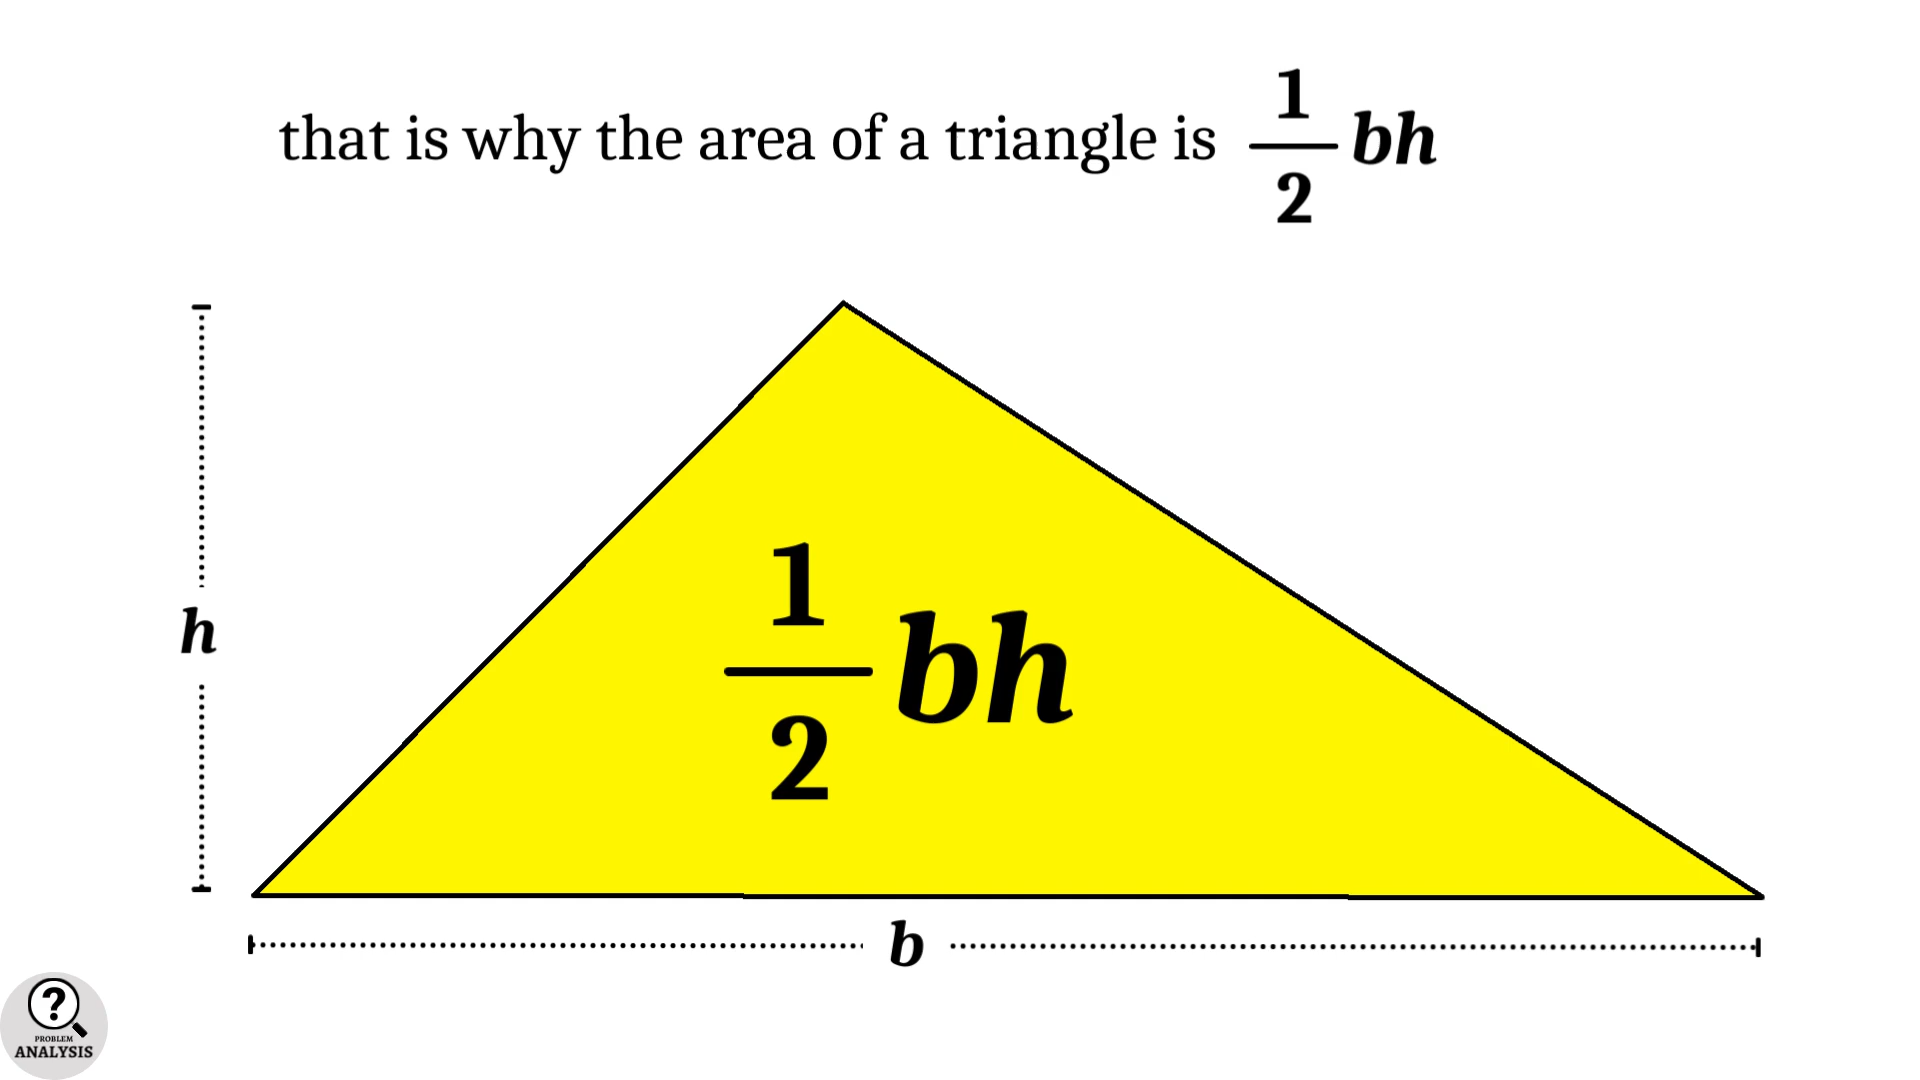 that is why the area of a triangle is 1/2 bh
h
1/2 bh
b
?
PROBLEM
ANALYSIS